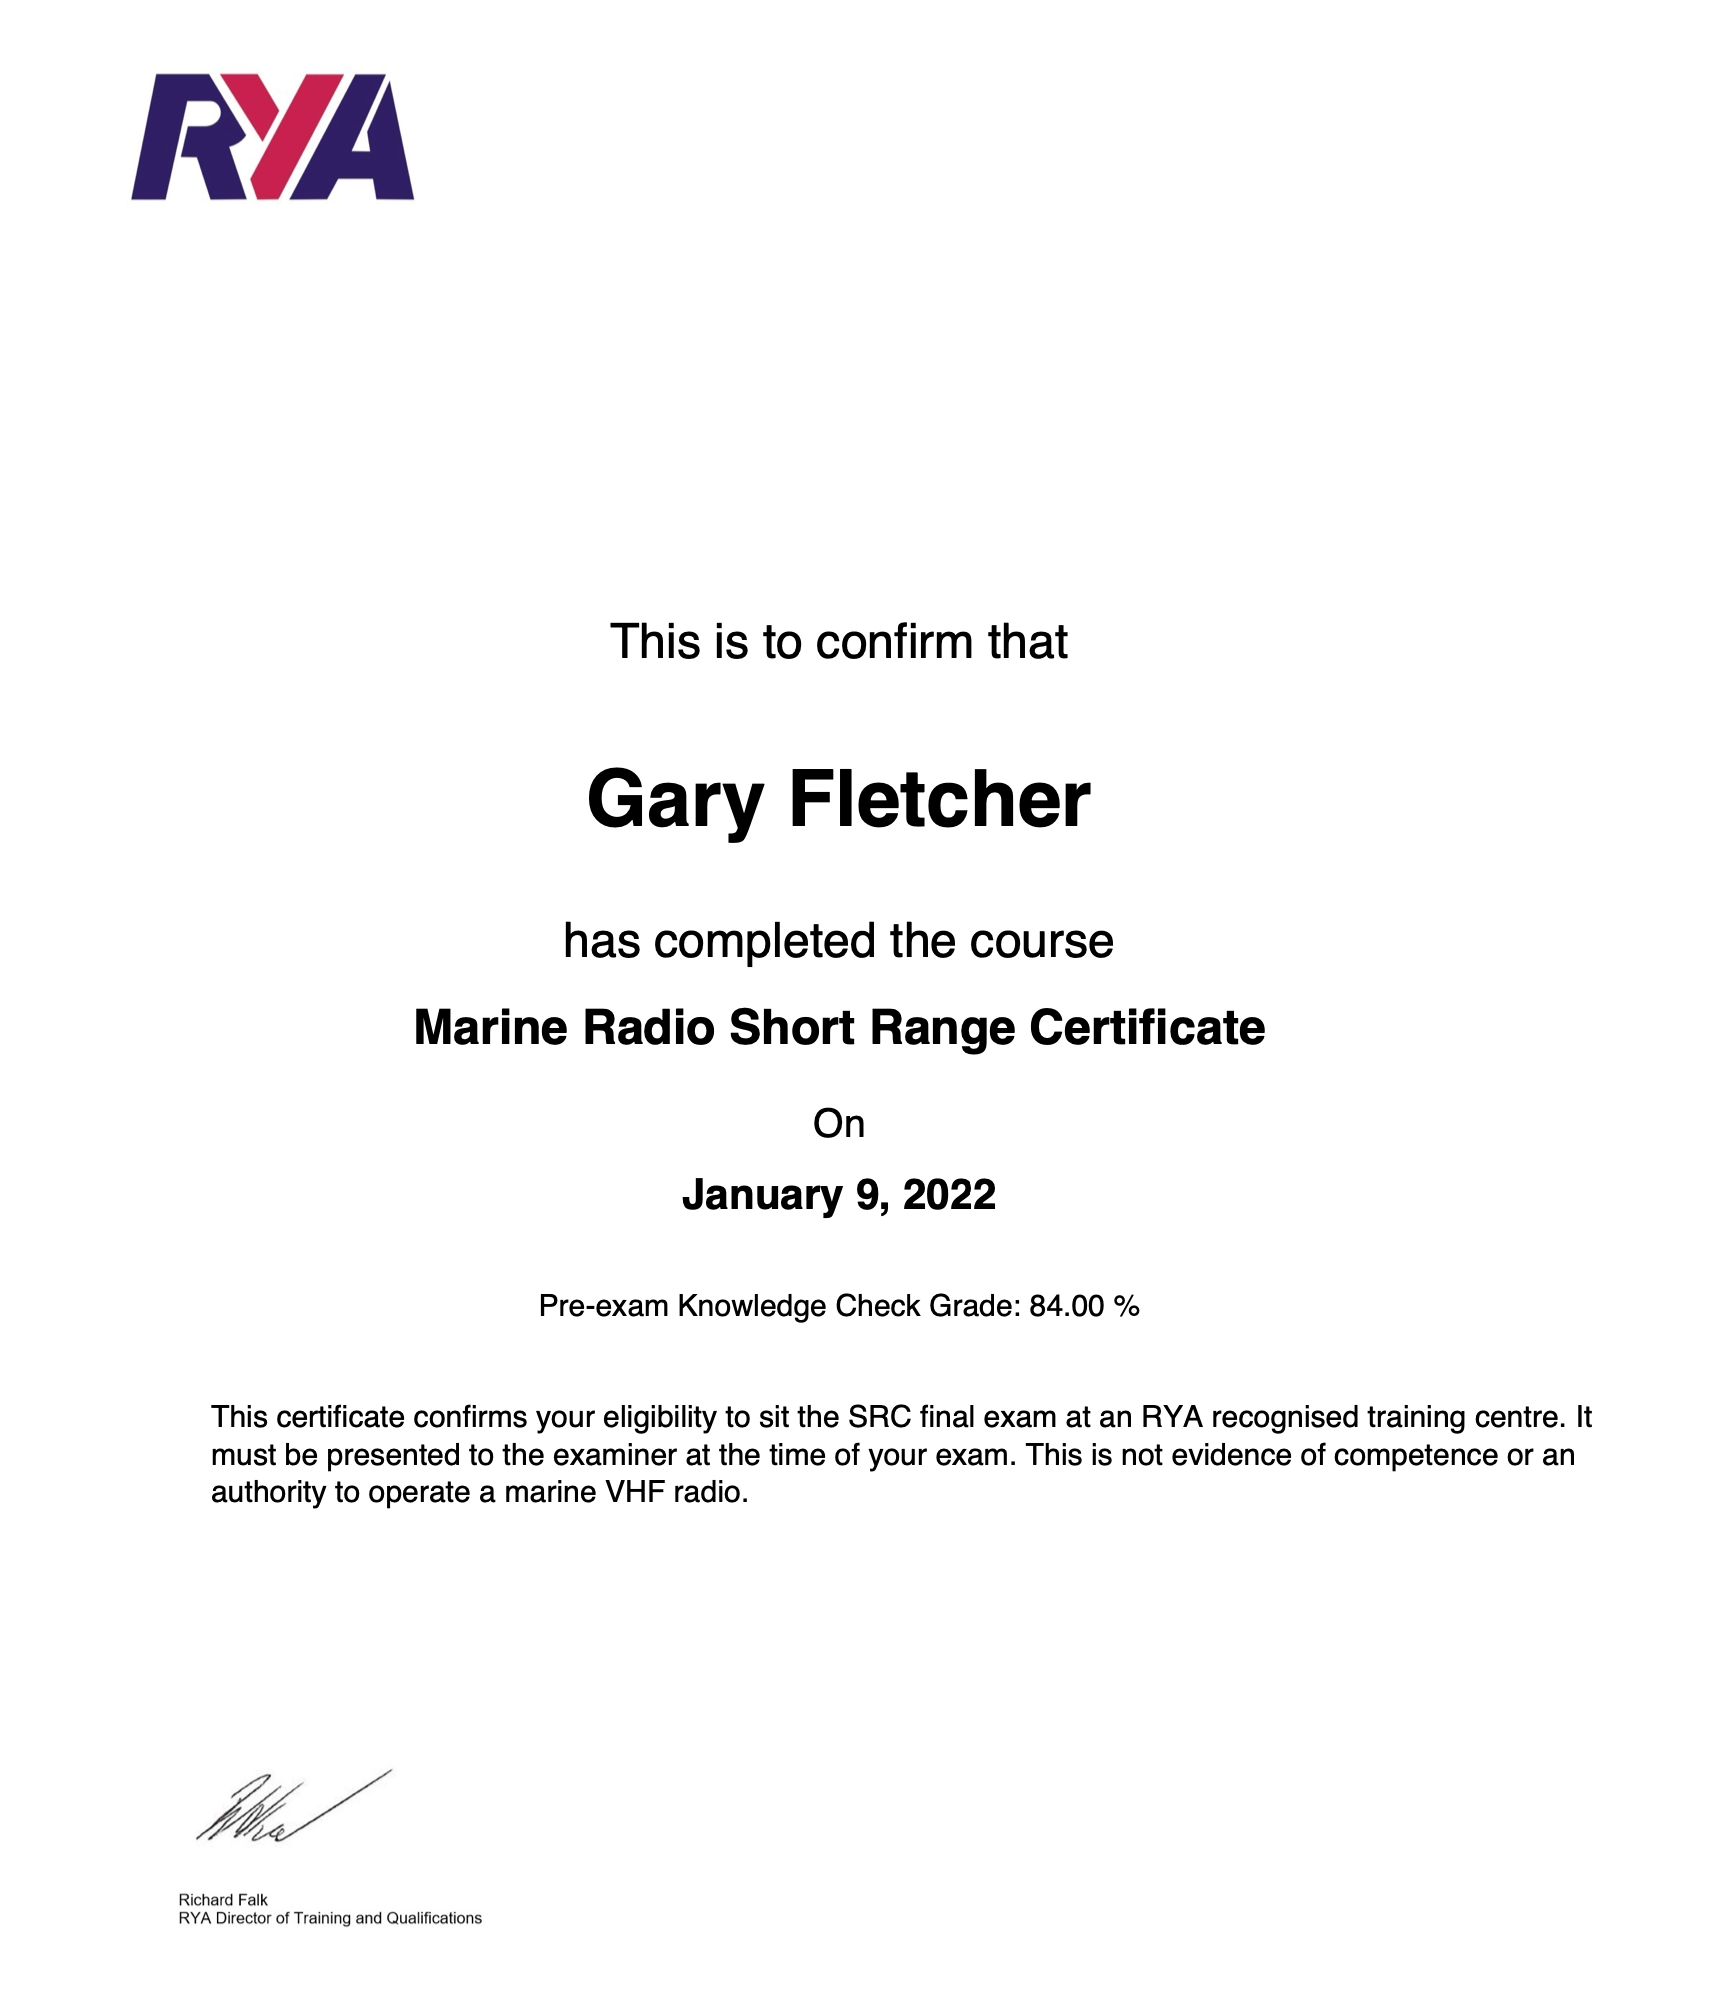 RYA
This is to confirm that
Gary Fletcher
has completed the course
Marine Radio Short Range Certificate
On
January 9, 2022
Pre-exam Knowledge Check Grade: 84.00 %
This certificate confirms your eligibility to sit the SRC final exam at an RYA recognised training centre. It
must be presented to the examiner at the time of your exam. This is not evidence of competence or an
authority to operate a marine VHF radio.
Richard Falk
RYA Director of Training and Qualifications